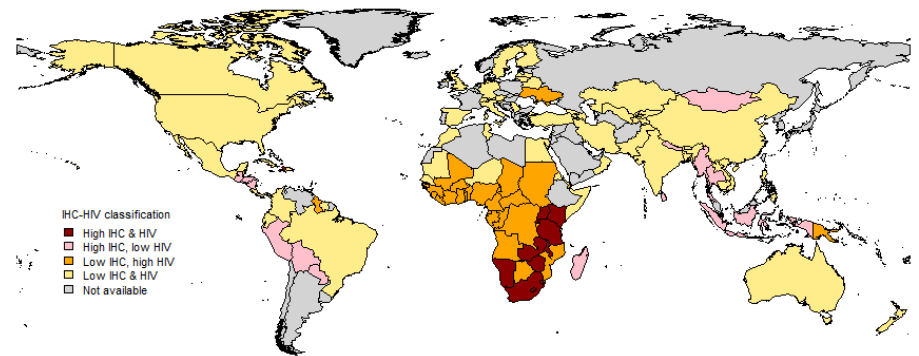 IHC-HIV classification
High IHC & HIV
High IHC, low HIV
Low IHC, high HIV
Low IHC & HIV
Not available